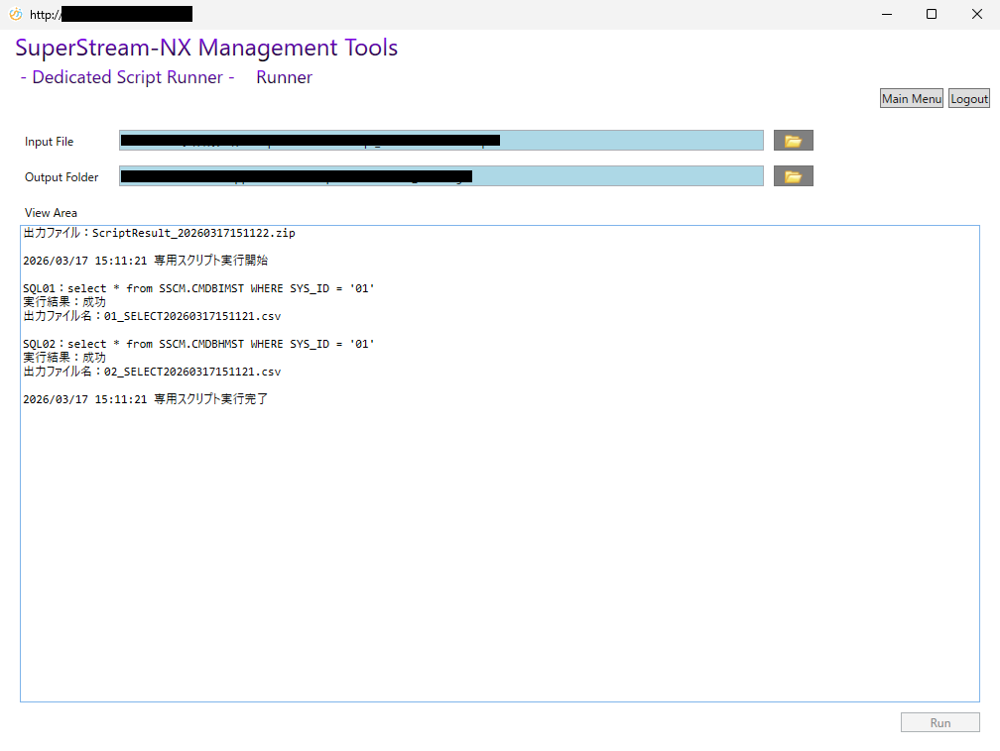 http://
SuperStream-NX Management Tools
- Dedicated Script Runner - Runner
Main Menu Logout
Input File
Output Folder
View Area
出力ファイル：ScriptResult_20260317151122.zip
2026/03/17 15:11:21 専用スクリプト実行開始
SQL01：select * from SSCM.CMDBIMST WHERE SYS_ID = '01'
実行結果：成功
出力ファイル名：01_SELECT20260317151121.csv
SQL02：select * from SSCM.CMDBHMST WHERE SYS_ID = '01'
実行結果：成功
出力ファイル名：02_SELECT20260317151121.csv
2026/03/17 15:11:21 専用スクリプト実行完了
Run